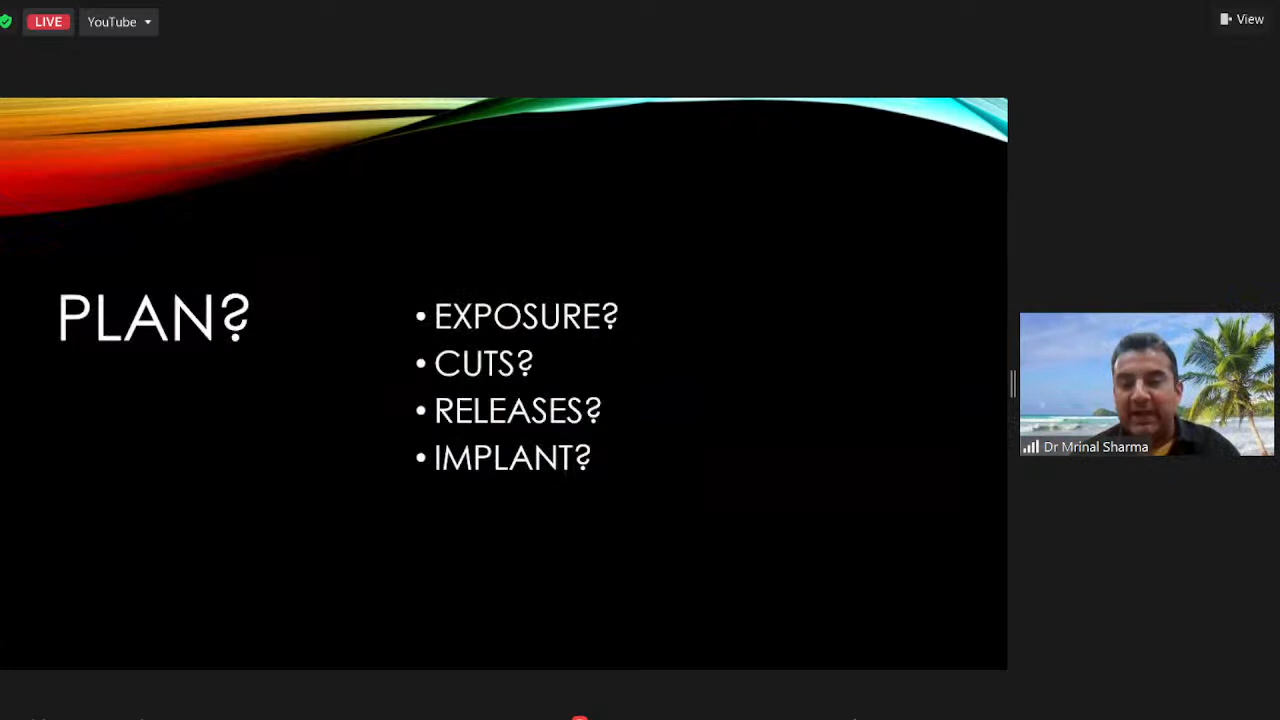 LIVE
YouTube
View
PLAN?
• EXPOSURE?
• CUTS?
• RELEASES?
• IMPLANT?
Dr Mrinal Sharma